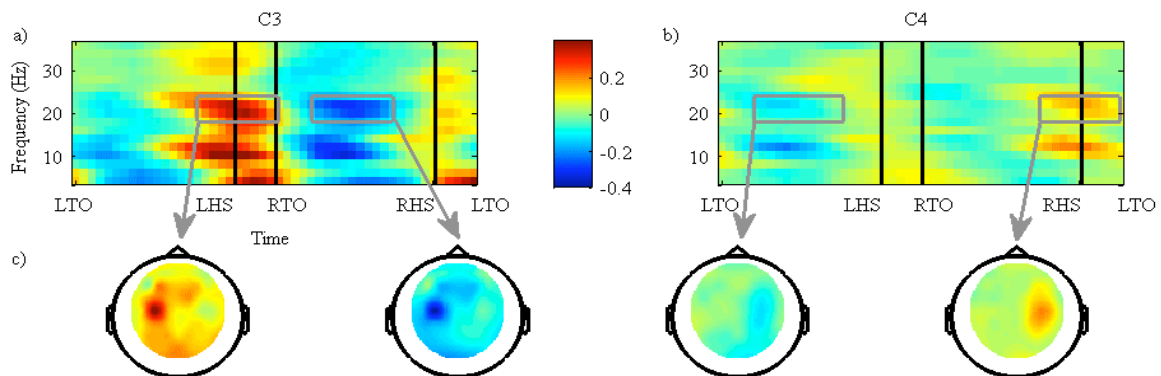 C3
C4
a)
b)
Frequency (Hz)
30
20
10
0.2
0
-0.2
-0.4
30
20
10
LTO LHS RTO RHS LTO
LTO LHS RTO RHS LTO
Time
c)